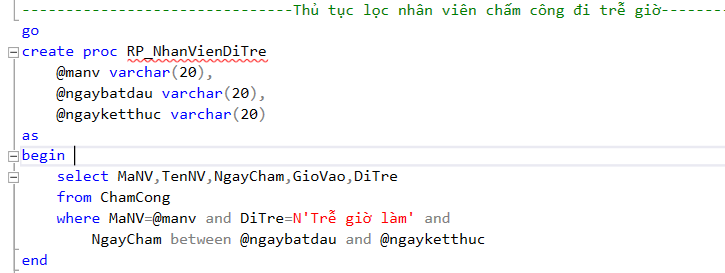 -------------------------------Thủ tục lọc nhân viên chấm công đi trễ giờ--------
go
create proc RP_NhanVienDiTre
@manv varchar(20),
@ngaybatdau varchar(20),
@ngayketthuc varchar(20)
as
begin
select MaNV,TenNV,NgayCham,GioVao,DiTre
from ChamCong
where MaNV=@manv and DiTre=N'Trễ giờ làm' and
NgayCham between @ngaybatdau and @ngayketthuc
end